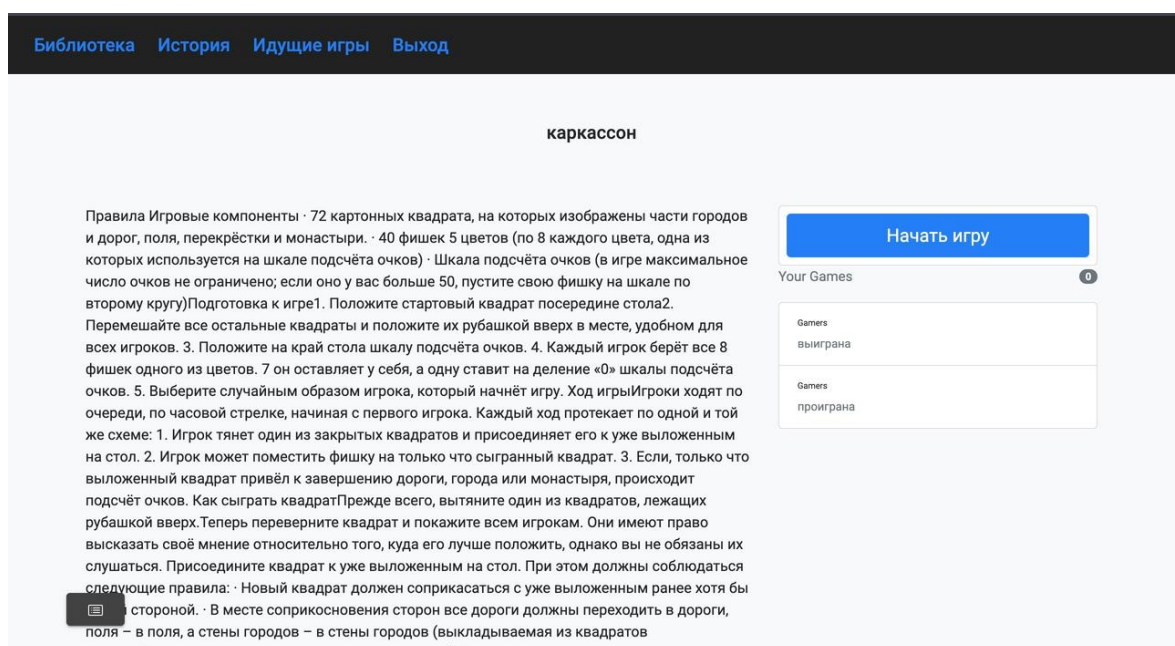 Библиотека История Идущие игры Выход
каркассон
Правила Игровые компоненты · 72 картонных квадрата, на которых изображены части городов
и дорог, поля, перекрёстки и монастыри. · 40 фишек 5 цветов (по 8 каждого цвета, одна из
которых используется на шкале подсчёта очков) · Шкала подсчёта очков (в игре максимальное
число очков не ограничено; если оно у вас больше 50, пустите свою фишку на шкале по
второму кругу)Подготовка к игре1. Положите стартовый квадрат посередине стола2.
Перемешайте все остальные квадраты и положите их рубашкой вверх в месте, удобном для
всех игроков. 3. Положите на край стола шкалу подсчёта очков. 4. Каждый игрок берёт все 8
фишек одного из цветов. 7 он оставляет у себя, а одну ставит на деление «0» шкалы подсчёта
очков. 5. Выберите случайным образом игрока, который начнёт игру. Ход игрыИгроки ходят по
очереди, по часовой стрелке, начиная с первого игрока. Каждый ход протекает по одной и той
же схеме: 1. Игрок тянет один из закрытых квадратов и присоединяет его к уже выложенным
на стол. 2. Игрок может поместить фишку на только что сыгранный квадрат. 3. Если, только что
выложенный квадрат привёл к завершению дороги, города или монастыря, происходит
подсчёт очков. Как сыграть квадратПрежде всего, вытяните один из квадратов, лежащих
рубашкой вверх.Теперь переверните квадрат и покажите всем игрокам. Они имеют право
высказать своё мнение относительно того, куда его лучше положить, однако вы не обязаны их
слушаться. Присоедините квадрат к уже выложенным на стол. При этом должны соблюдаться
следующие правила: · Новый квадрат должен соприкасаться с уже выложенным ранее хотя бы
стороной. · В месте соприкосновения сторон все дороги должны переходить в дороги,
поля – в поля, а стены городов – в стены городов (выкладываемая из квадратов
Начать игру
Your Games 0
Gamers
выиграна
Gamers
проиграна